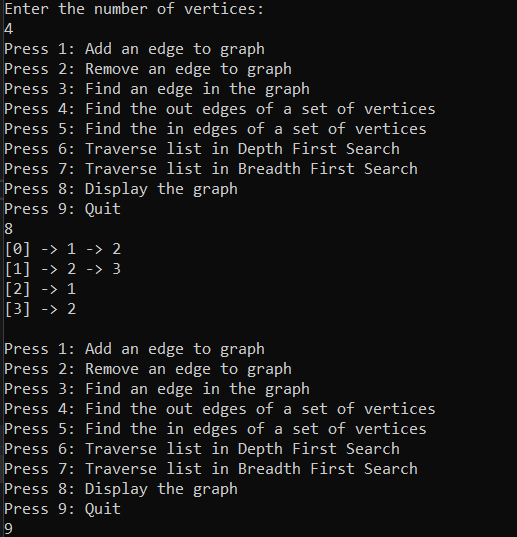 Enter the number of vertices:
4
Press 1: Add an edge to graph
Press 2: Remove an edge to graph
Press 3: Find an edge in the graph
Press 4: Find the out edges of a set of vertices
Press 5: Find the in edges of a set of vertices
Press 6: Traverse list in Depth First Search
Press 7: Traverse list in Breadth First Search
Press 8: Display the graph
Press 9: Quit
8
[0] -> 1 -> 2
[1] -> 2 -> 3
[2] -> 1
[3] -> 2
Press 1: Add an edge to graph
Press 2: Remove an edge to graph
Press 3: Find an edge in the graph
Press 4: Find the out edges of a set of vertices
Press 5: Find the in edges of a set of vertices
Press 6: Traverse list in Depth First Search
Press 7: Traverse list in Breadth First Search
Press 8: Display the graph
Press 9: Quit
9